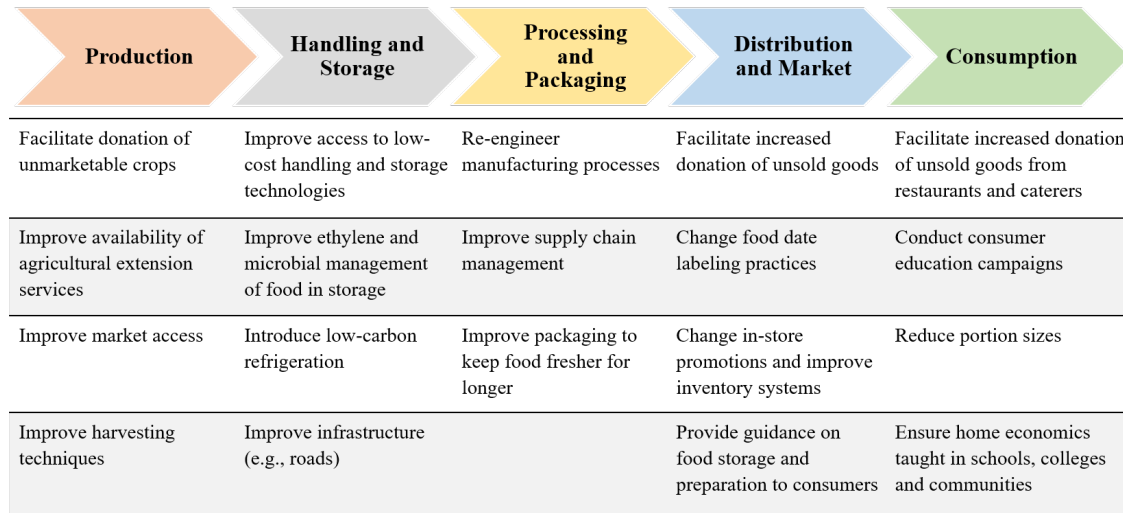 Production
Handling and
Storage
Processing
and
Packaging
Distribution
and Market
Consumption
Facilitate donation of
unmarketable crops
Improve access to low-
cost handling and storage
technologies
Re-engineer
manufacturing processes
Facilitate increased
donation of unsold goods
Facilitate increased donation
of unsold goods from
restaurants and caterers
Improve availability of
agricultural extension
services
Improve ethylene and
microbial management
of food in storage
Improve supply chain
management
Change food date
labeling practices
Conduct consumer
education campaigns
Improve market access
Introduce low-carbon
refrigeration
Improve packaging to
keep food fresher for
longer
Change in-store
promotions and improve
inventory systems
Reduce portion sizes
Improve harvesting
techniques
Improve infrastructure
(e.g., roads)
Provide guidance on
food storage and
preparation to consumers
Ensure home economics
taught in schools, colleges
and communities